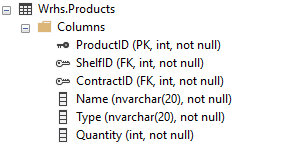 Wrhs.Products
Columns
ProductID (PK, int, not null)
ShelfID (FK, int, not null)
ContractID (FK, int, not null)
Name (nvarchar(20), not null)
Type (nvarchar(20), not null)
Quantity (int, not null)